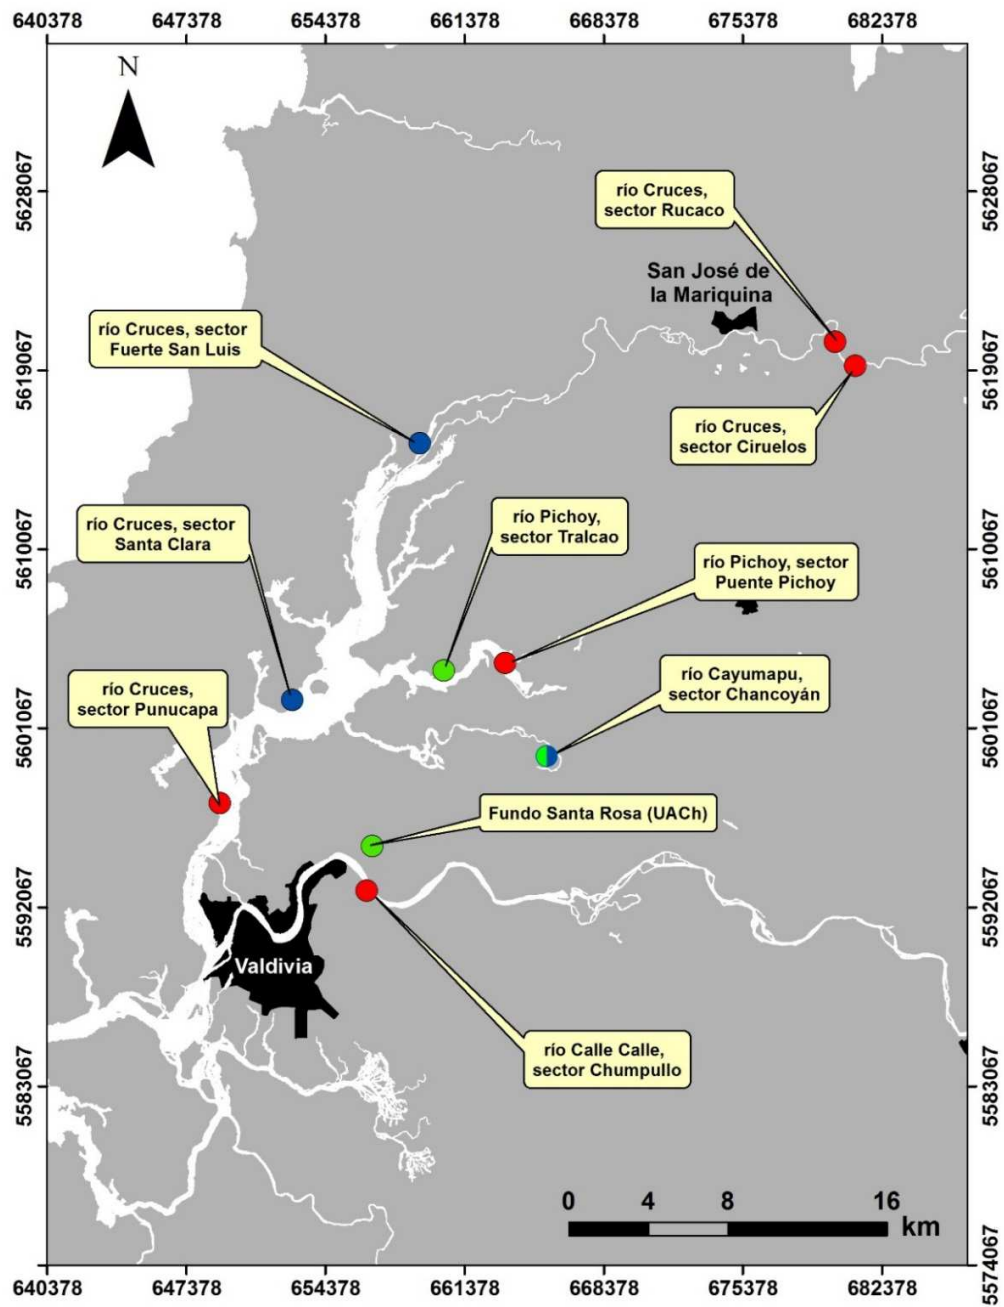 640378 647378 654378 661378 668378 675378 682378
N
5628067
5628067
río Cruces,
sector Rucaco
San José de
la Mariquina
río Cruces, sector
Fuerte San Luis
5619067
5619067
río Cruces,
sector Ciruelos
río Cruces, sector
Santa Clara
río Pichoy,
sector Tralcao
5610067
5610067
río Pichoy, sector
Puente Pichoy
río Cayumapu,
sector Chancoyán
río Cruces,
sector Punucapa
5601067
5601067
Fundo Santa Rosa (UACh)
5592067
5592067
Valdivia
río Calle Calle,
sector Chumpullo
5583067
5583067
0 4 8 16
km
5574067
640378 647378 654378 661378 668378 675378 682378